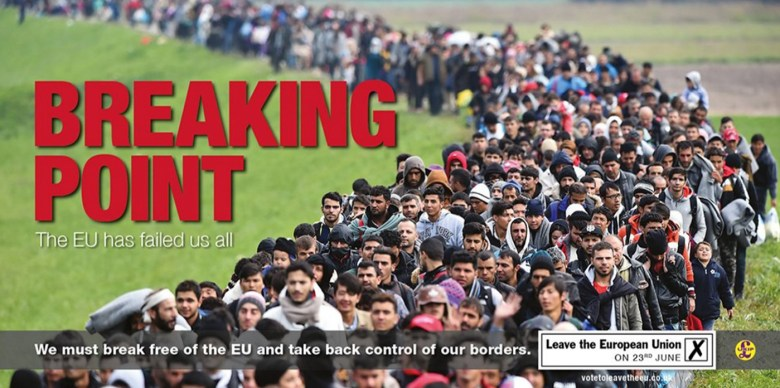 BREAKING
POINT
The EU has failed us all
We must break free of the EU and take back control of our borders.
Leave the European Union
ON 23RD JUNE
X
votetoleavetheeu.co.uk
£